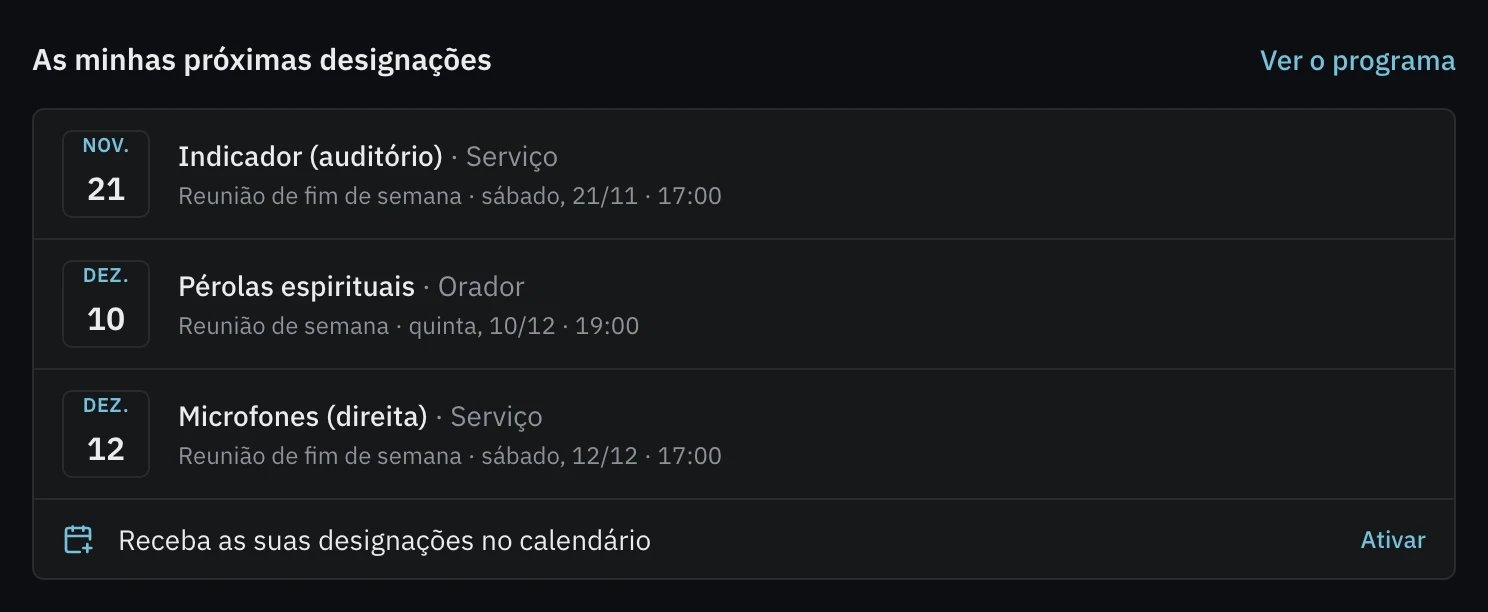 As minhas próximas designações
Ver o programa
NOV.
21
Indicador (auditório) · Serviço
Reunião de fim de semana · sábado, 21/11 · 17:00
DEZ.
10
Pérolas espirituais · Orador
Reunião de semana · quinta, 10/12 · 19:00
DEZ.
12
Microfones (direita) · Serviço
Reunião de fim de semana · sábado, 12/12 · 17:00
Receba as suas designações no calendário
Ativar